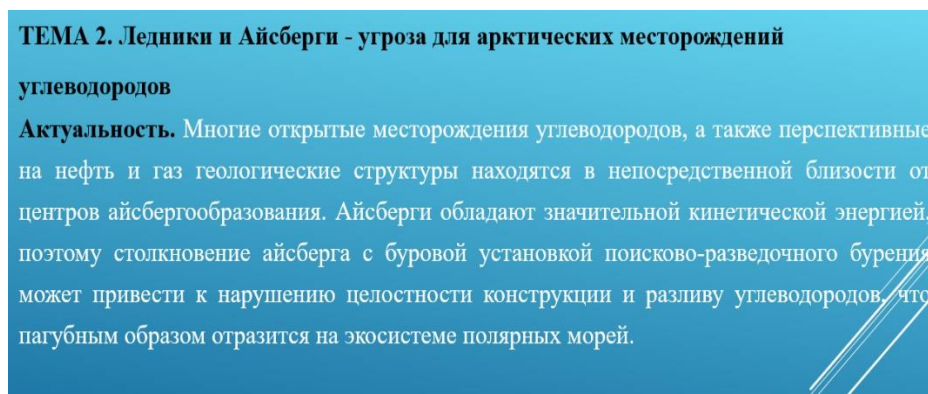 ТЕМА 2. Ледники и Айсберги - угроза для арктических месторождений
углеводородов
Актуальность. Многие открытые месторождения углеводородов, а также перспективные
на нефть и газ геологические структуры находятся в непосредственной близости от
центров айсбергообразования. Айсберги обладают значительной кинетической энергией,
поэтому столкновение айсберга с буровой установкой поисково-разведочного бурения
может привести к нарушению целостности конструкции и разливу углеводородов, что
пагубным образом отразится на экосистеме полярных морей.